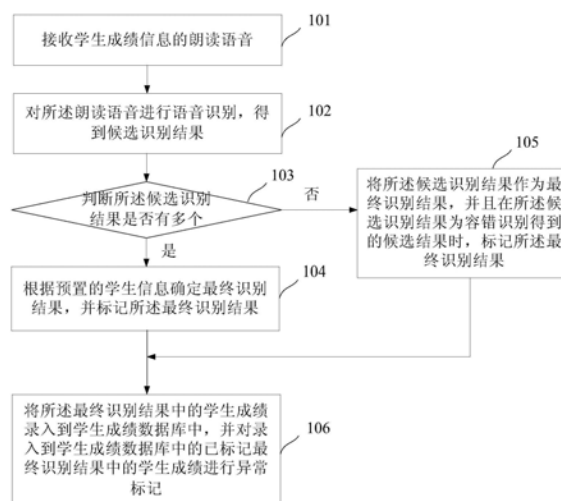 接收学生成绩信息的朗读语音
101
对所述朗读语音进行语音识别，得
到候选识别结果
102
判断所述候选识别
结果是否有多个
103
否
是
将所述候选识别结果作为最
终识别结果，并且在所述候
选识别结果为容错识别得到
的候选结果时，标记所述最
终识别结果
105
根据预置的学生信息确定最终识别
结果，并标记所述最终识别结果
104
将所述最终识别结果中的学生成绩
录入到学生成绩数据库中，并对录
入到学生成绩数据库中的已标记最
终识别结果中的学生成绩进行异常
标记
106